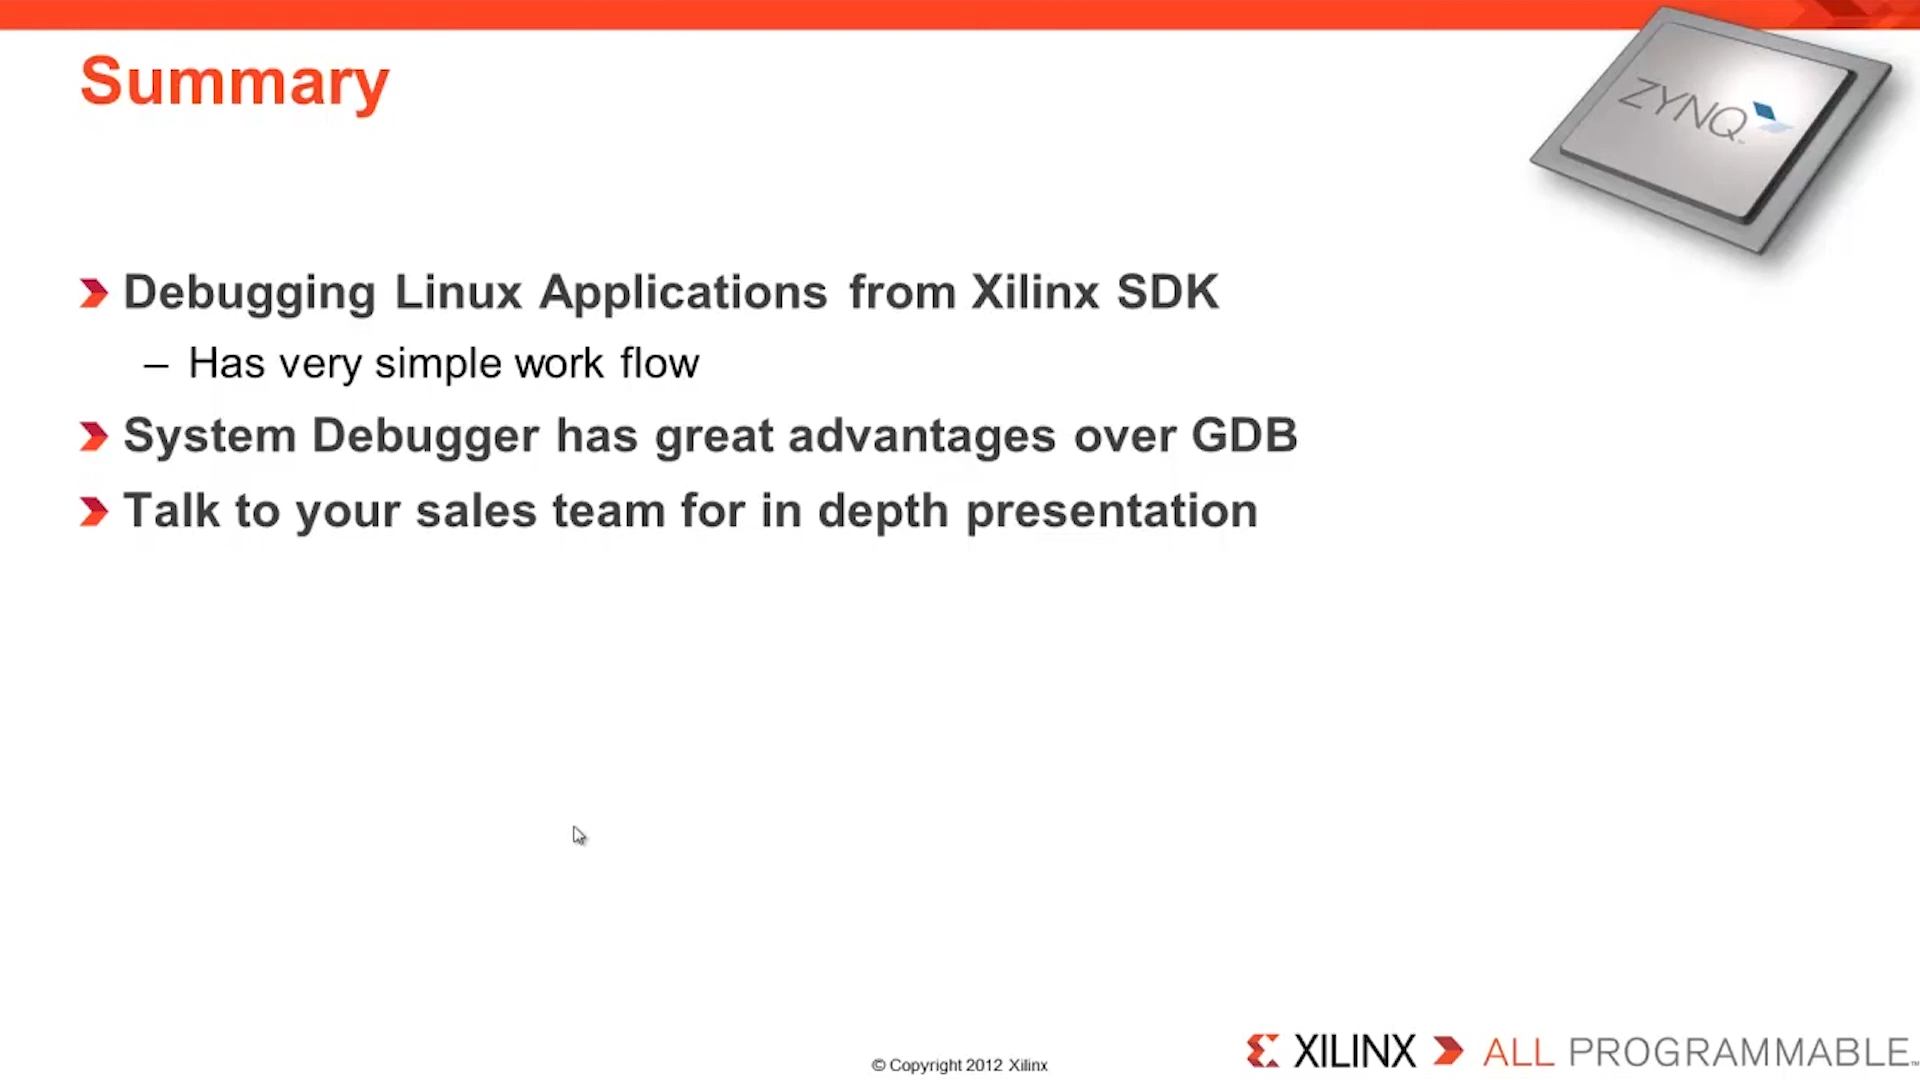 Summary
ZYNQ
Debugging Linux Applications from Xilinx SDK
– Has very simple work flow
System Debugger has great advantages over GDB
Talk to your sales team for in depth presentation
© Copyright 2012 Xilinx
XILINX ALL PROGRAMMABLE™